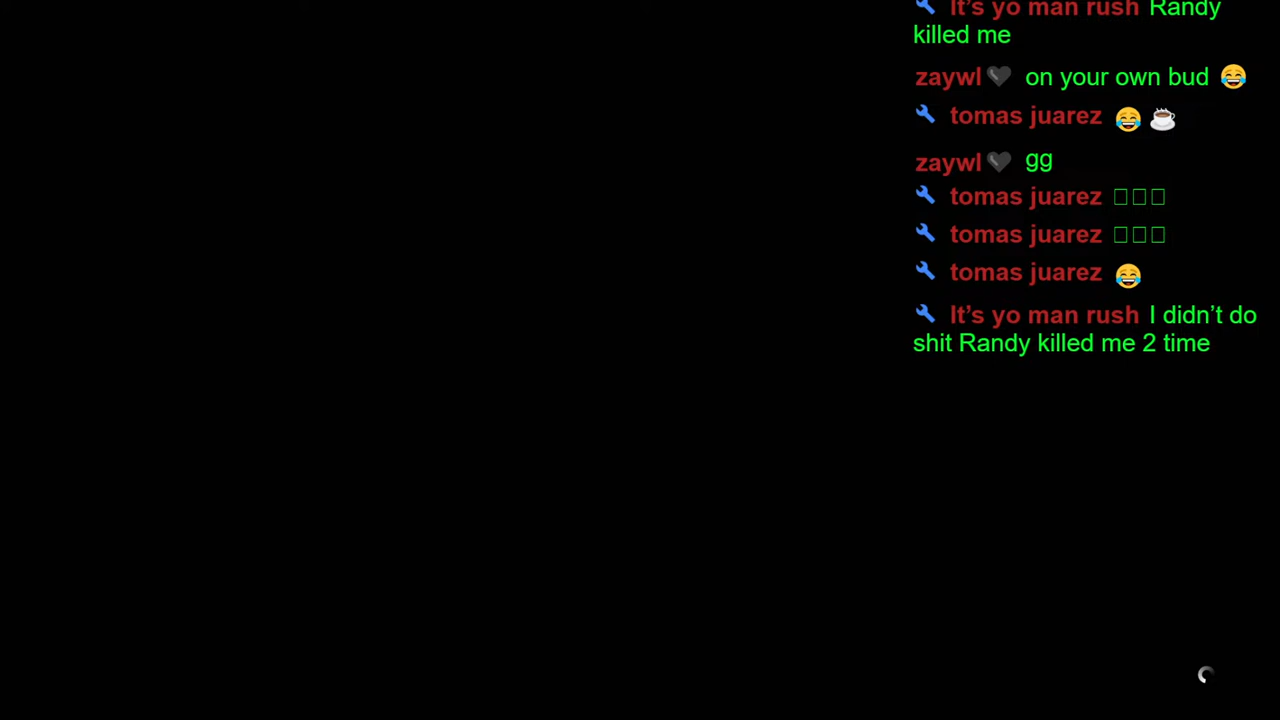 It’s yo man rush Randy
killed me
zaywl🖤 on your own bud 😂
tomas juarez 😂 ☕
zaywl🖤 gg
tomas juarez □□□
tomas juarez □□□
tomas juarez 😂
It’s yo man rush I didn’t do
shit Randy killed me 2 time